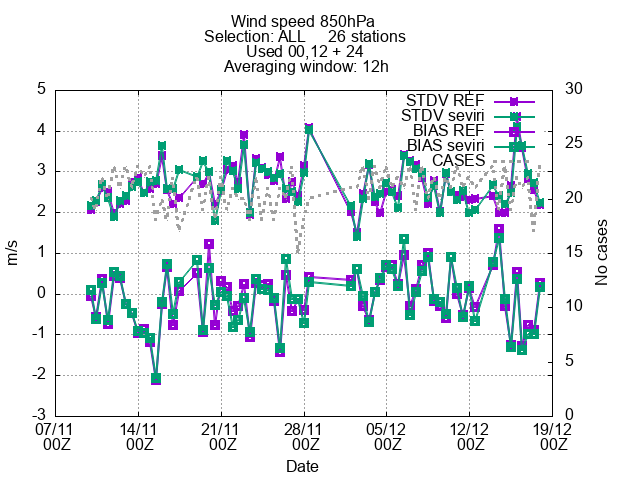 Wind speed 850hPa
Selection: ALL 26 stations
Used 00,12 + 24
Averaging window: 12h
5
4
3
2
1
0
-1
-2
-3
m/s
30
25
20
15
10
5
0
No cases
STDV REF
STDV seviri
BIAS REF
BIAS seviri
CASES
07/11 14/11 21/11 28/11 05/12 12/12 19/12
00Z 00Z 00Z 00Z 00Z 00Z 00Z
Date